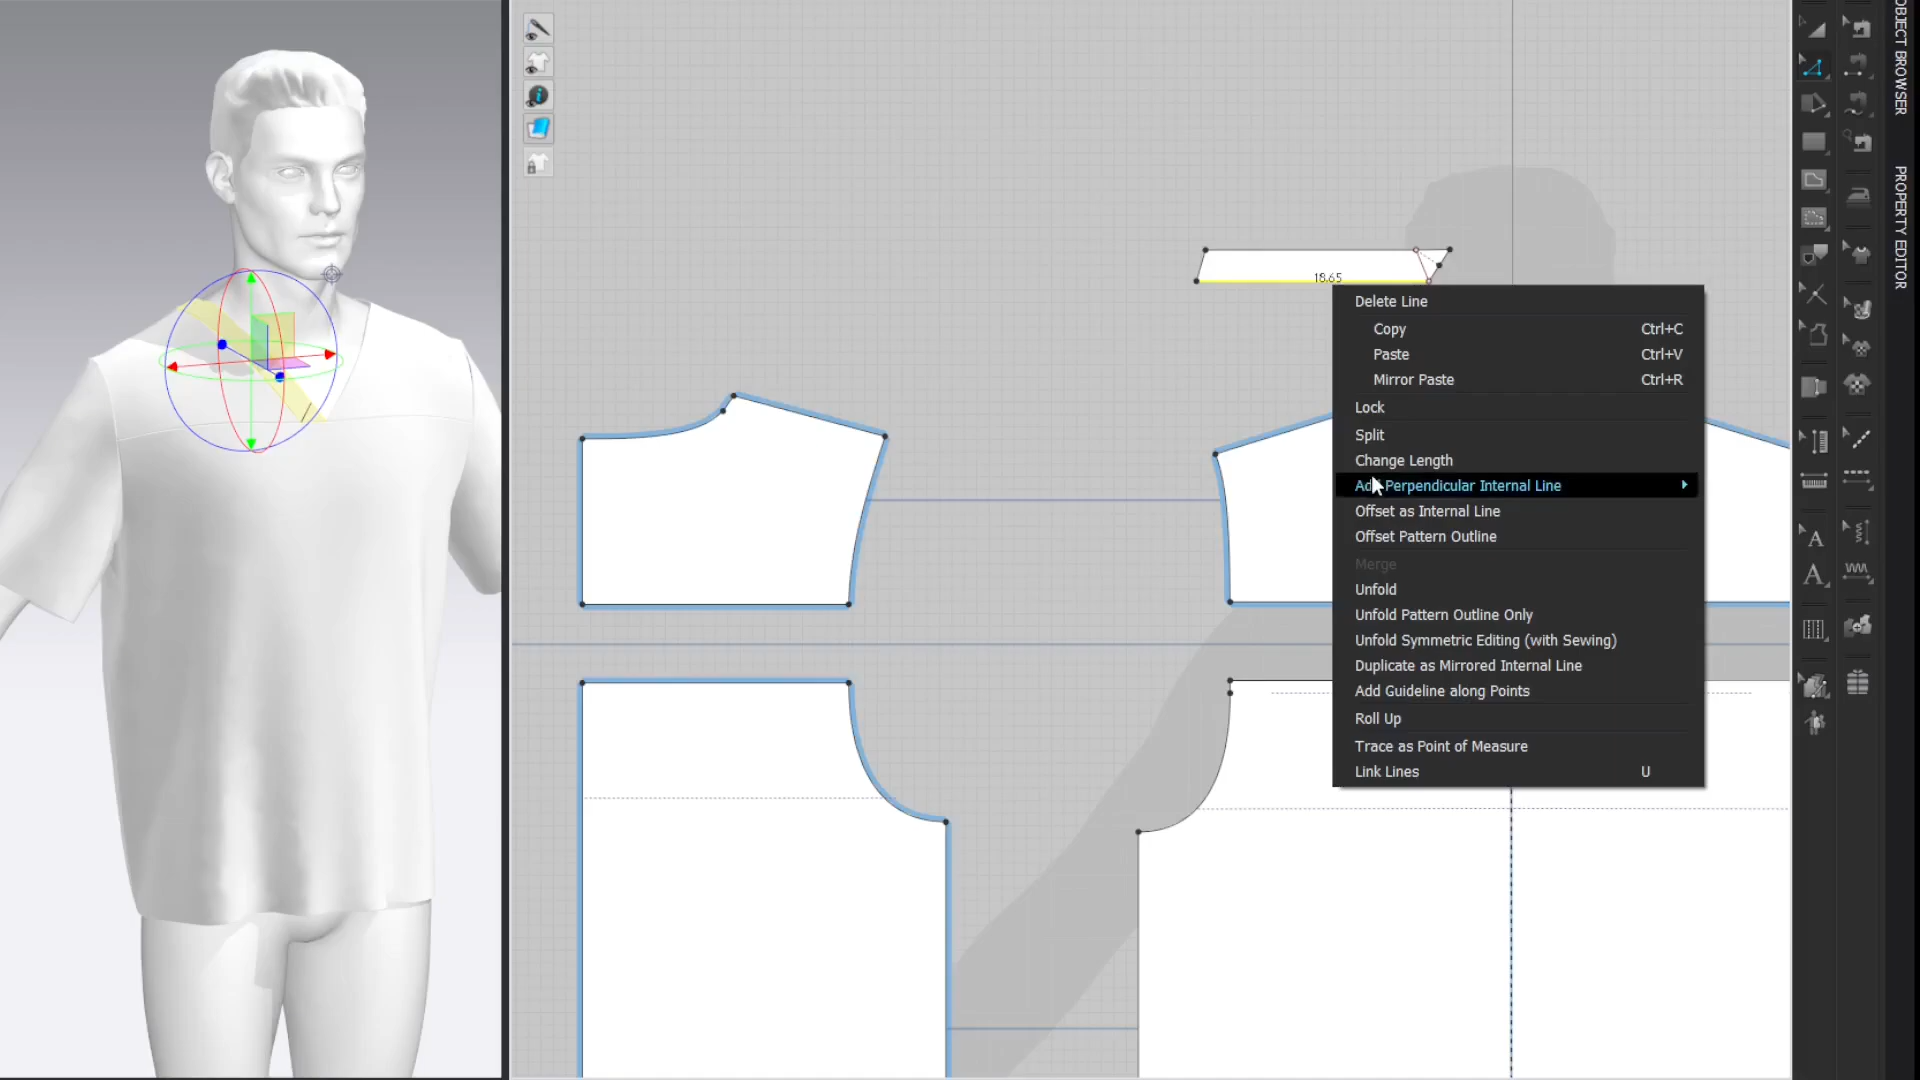 OBJECT BROWSER
PROPERTY EDITOR
18.65
Delete Line
Copy Ctrl+C
Paste Ctrl+V
Mirror Paste Ctrl+R
Lock
Split
Change Length
Add Perpendicular Internal Line
Offset as Internal Line
Offset Pattern Outline
Merge
Unfold
Unfold Pattern Outline Only
Unfold Symmetric Editing (with Sewing)
Duplicate as Mirrored Internal Line
Add Guideline along Points
Roll Up
Trace as Point of Measure
Link Lines U
A
A